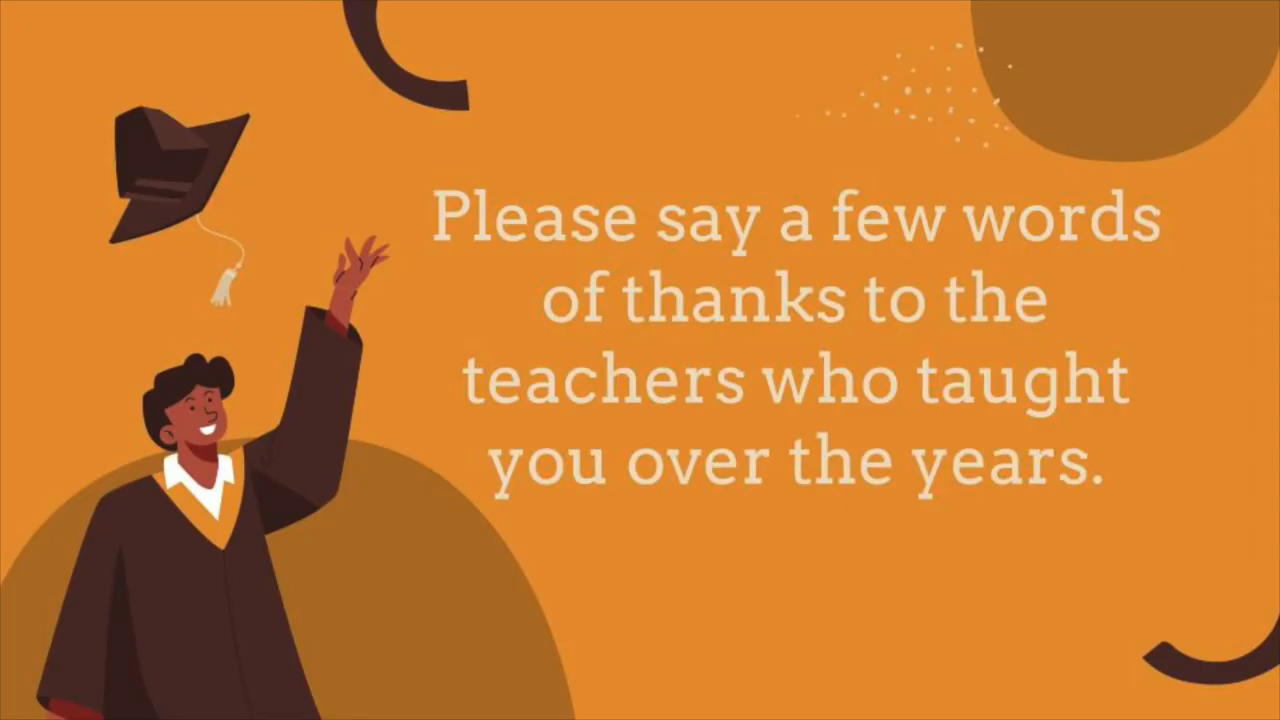 Please say a few words
of thanks to the
teachers who taught
you over the years.